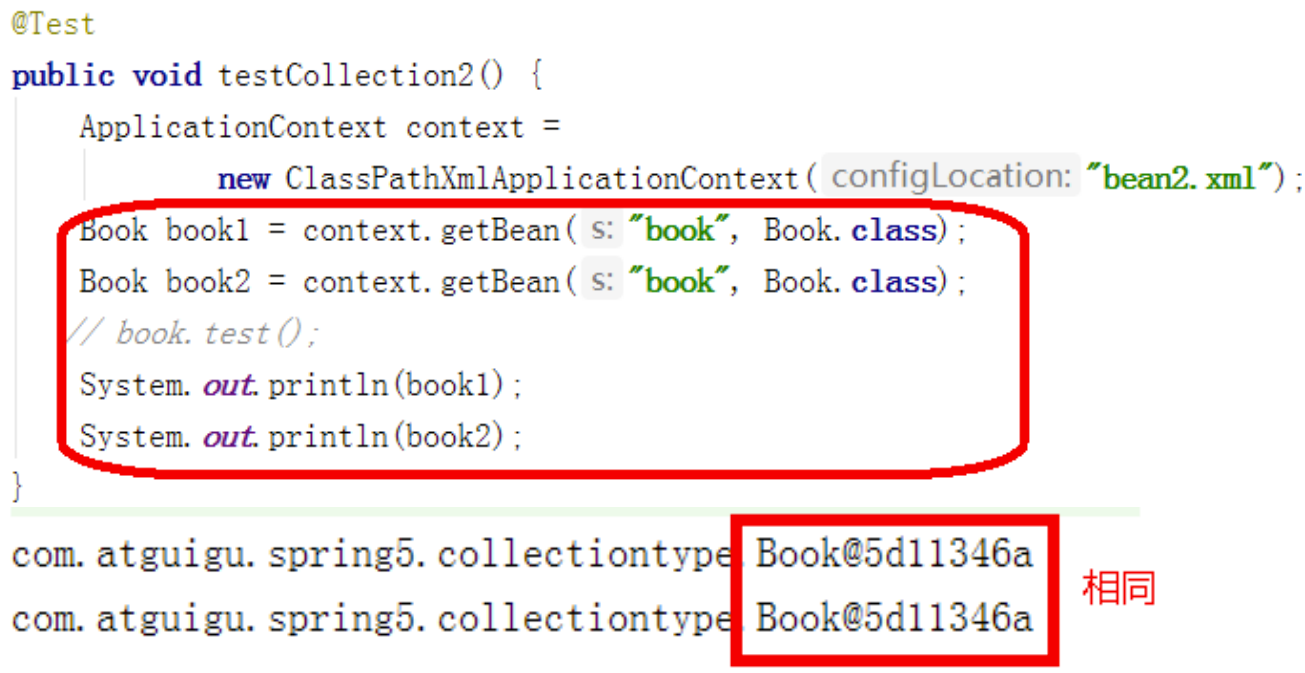 @Test
public void testCollection2() {
ApplicationContext context =
new ClassPathXmlApplicationContext( configLocation: "bean2.xml");
Book book1 = context.getBean( s: "book", Book.class);
Book book2 = context.getBean( s: "book", Book.class);
// book.test();
System.out.println(book1);
System.out.println(book2);
}
com.atguigu.spring5.collectiontype.Book@5d11346a
com.atguigu.spring5.collectiontype.Book@5d11346a
相同